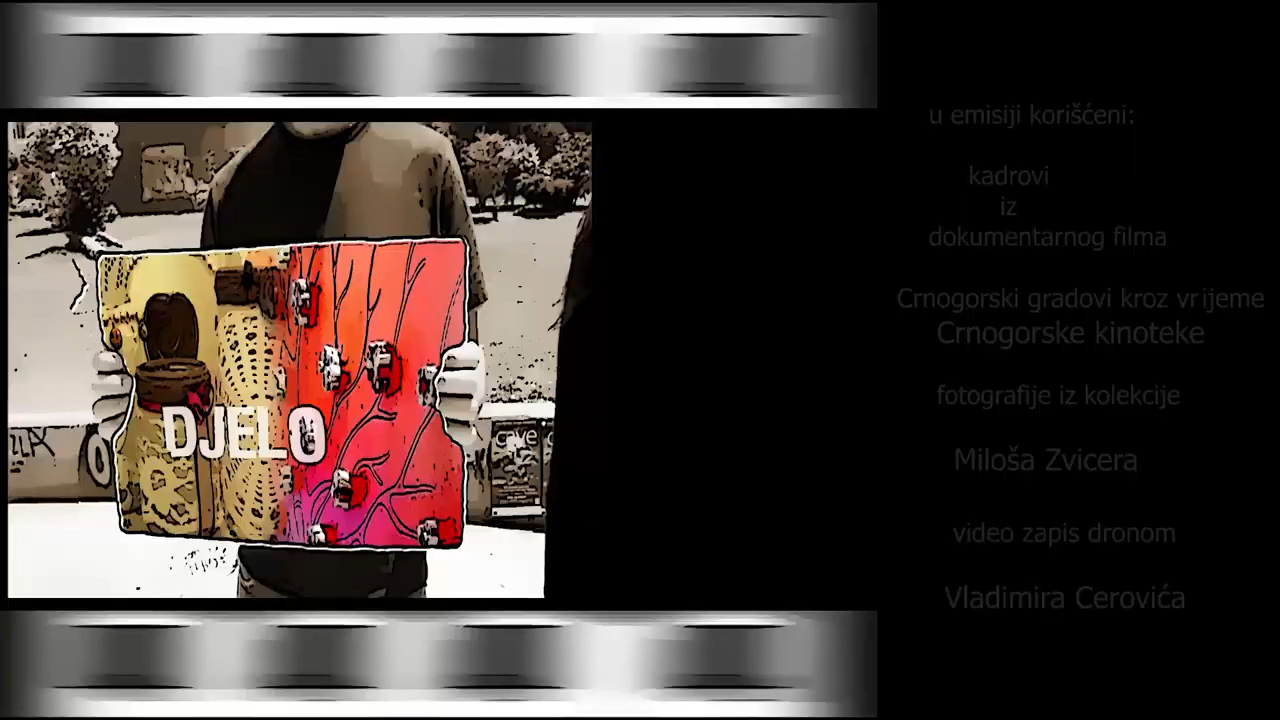 u emisiji korišćeni:
kadrovi
iz
dokumentarnog filma
Crnogorski gradovi kroz vrijeme
Crnogorske kinoteke
fotografije iz kolekcije
Miloša Zvicera
video zapis dronom
Vladimira Cerovića
DJELO
cave